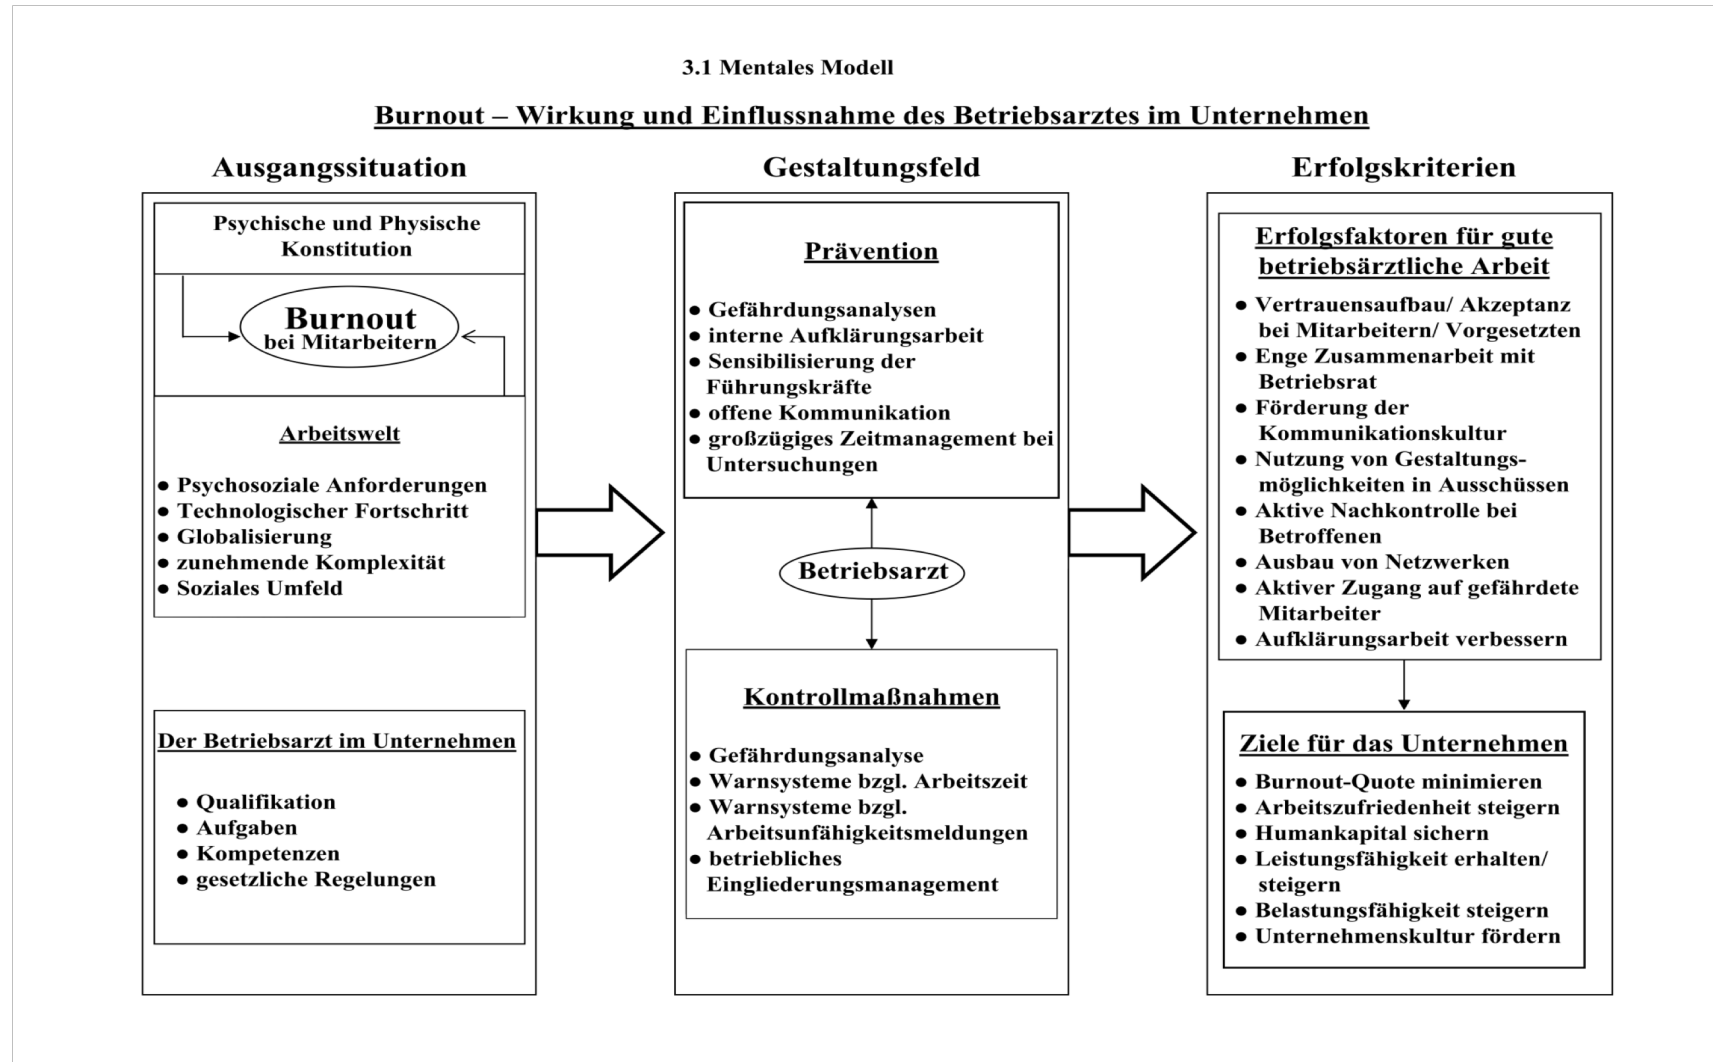 3.1 Mentales Modell
Burnout – Wirkung und Einflussnahme des Betriebsarztes im Unternehmen
Ausgangssituation
Psychische und Physische
Konstitution
Burnout
bei Mitarbeitern
Arbeitswelt
● Psychosoziale Anforderungen
● Technologischer Fortschritt
● Globalisierung
● zunehmende Komplexität
● Soziales Umfeld
Der Betriebsarzt im Unternehmen
● Qualifikation
● Aufgaben
● Kompetenzen
● gesetzliche Regelungen
Gestaltungsfeld
Prävention
● Gefährdungsanalysen
● interne Aufklärungsarbeit
● Sensibilisierung der
Führungskräfte
● offene Kommunikation
● großzügiges Zeitmanagement bei
Untersuchungen
Betriebsarzt
Kontrollmaßnahmen
● Gefährdungsanalyse
● Warnsysteme bzgl. Arbeitszeit
● Warnsysteme bzgl.
Arbeitsunfähigkeitsmeldungen
● betriebliches
Eingliederungsmanagement
Erfolgskriterien
Erfolgsfaktoren für gute
betriebsärztliche Arbeit
● Vertrauensaufbau/ Akzeptanz
bei Mitarbeitern/ Vorgesetzten
● Enge Zusammenarbeit mit
Betriebsrat
● Förderung der
Kommunikationskultur
● Nutzung von Gestaltungs-
möglichkeiten in Ausschüssen
● Aktive Nachkontrolle bei
Betroffenen
● Ausbau von Netzwerken
● Aktiver Zugang auf gefährdete
Mitarbeiter
● Aufklärungsarbeit verbessern
Ziele für das Unternehmen
● Burnout-Quote minimieren
● Arbeitszufriedenheit steigern
● Humankapital sichern
● Leistungsfähigkeit erhalten/
steigern
● Belastungsfähigkeit steigern
● Unternehmenskultur fördern